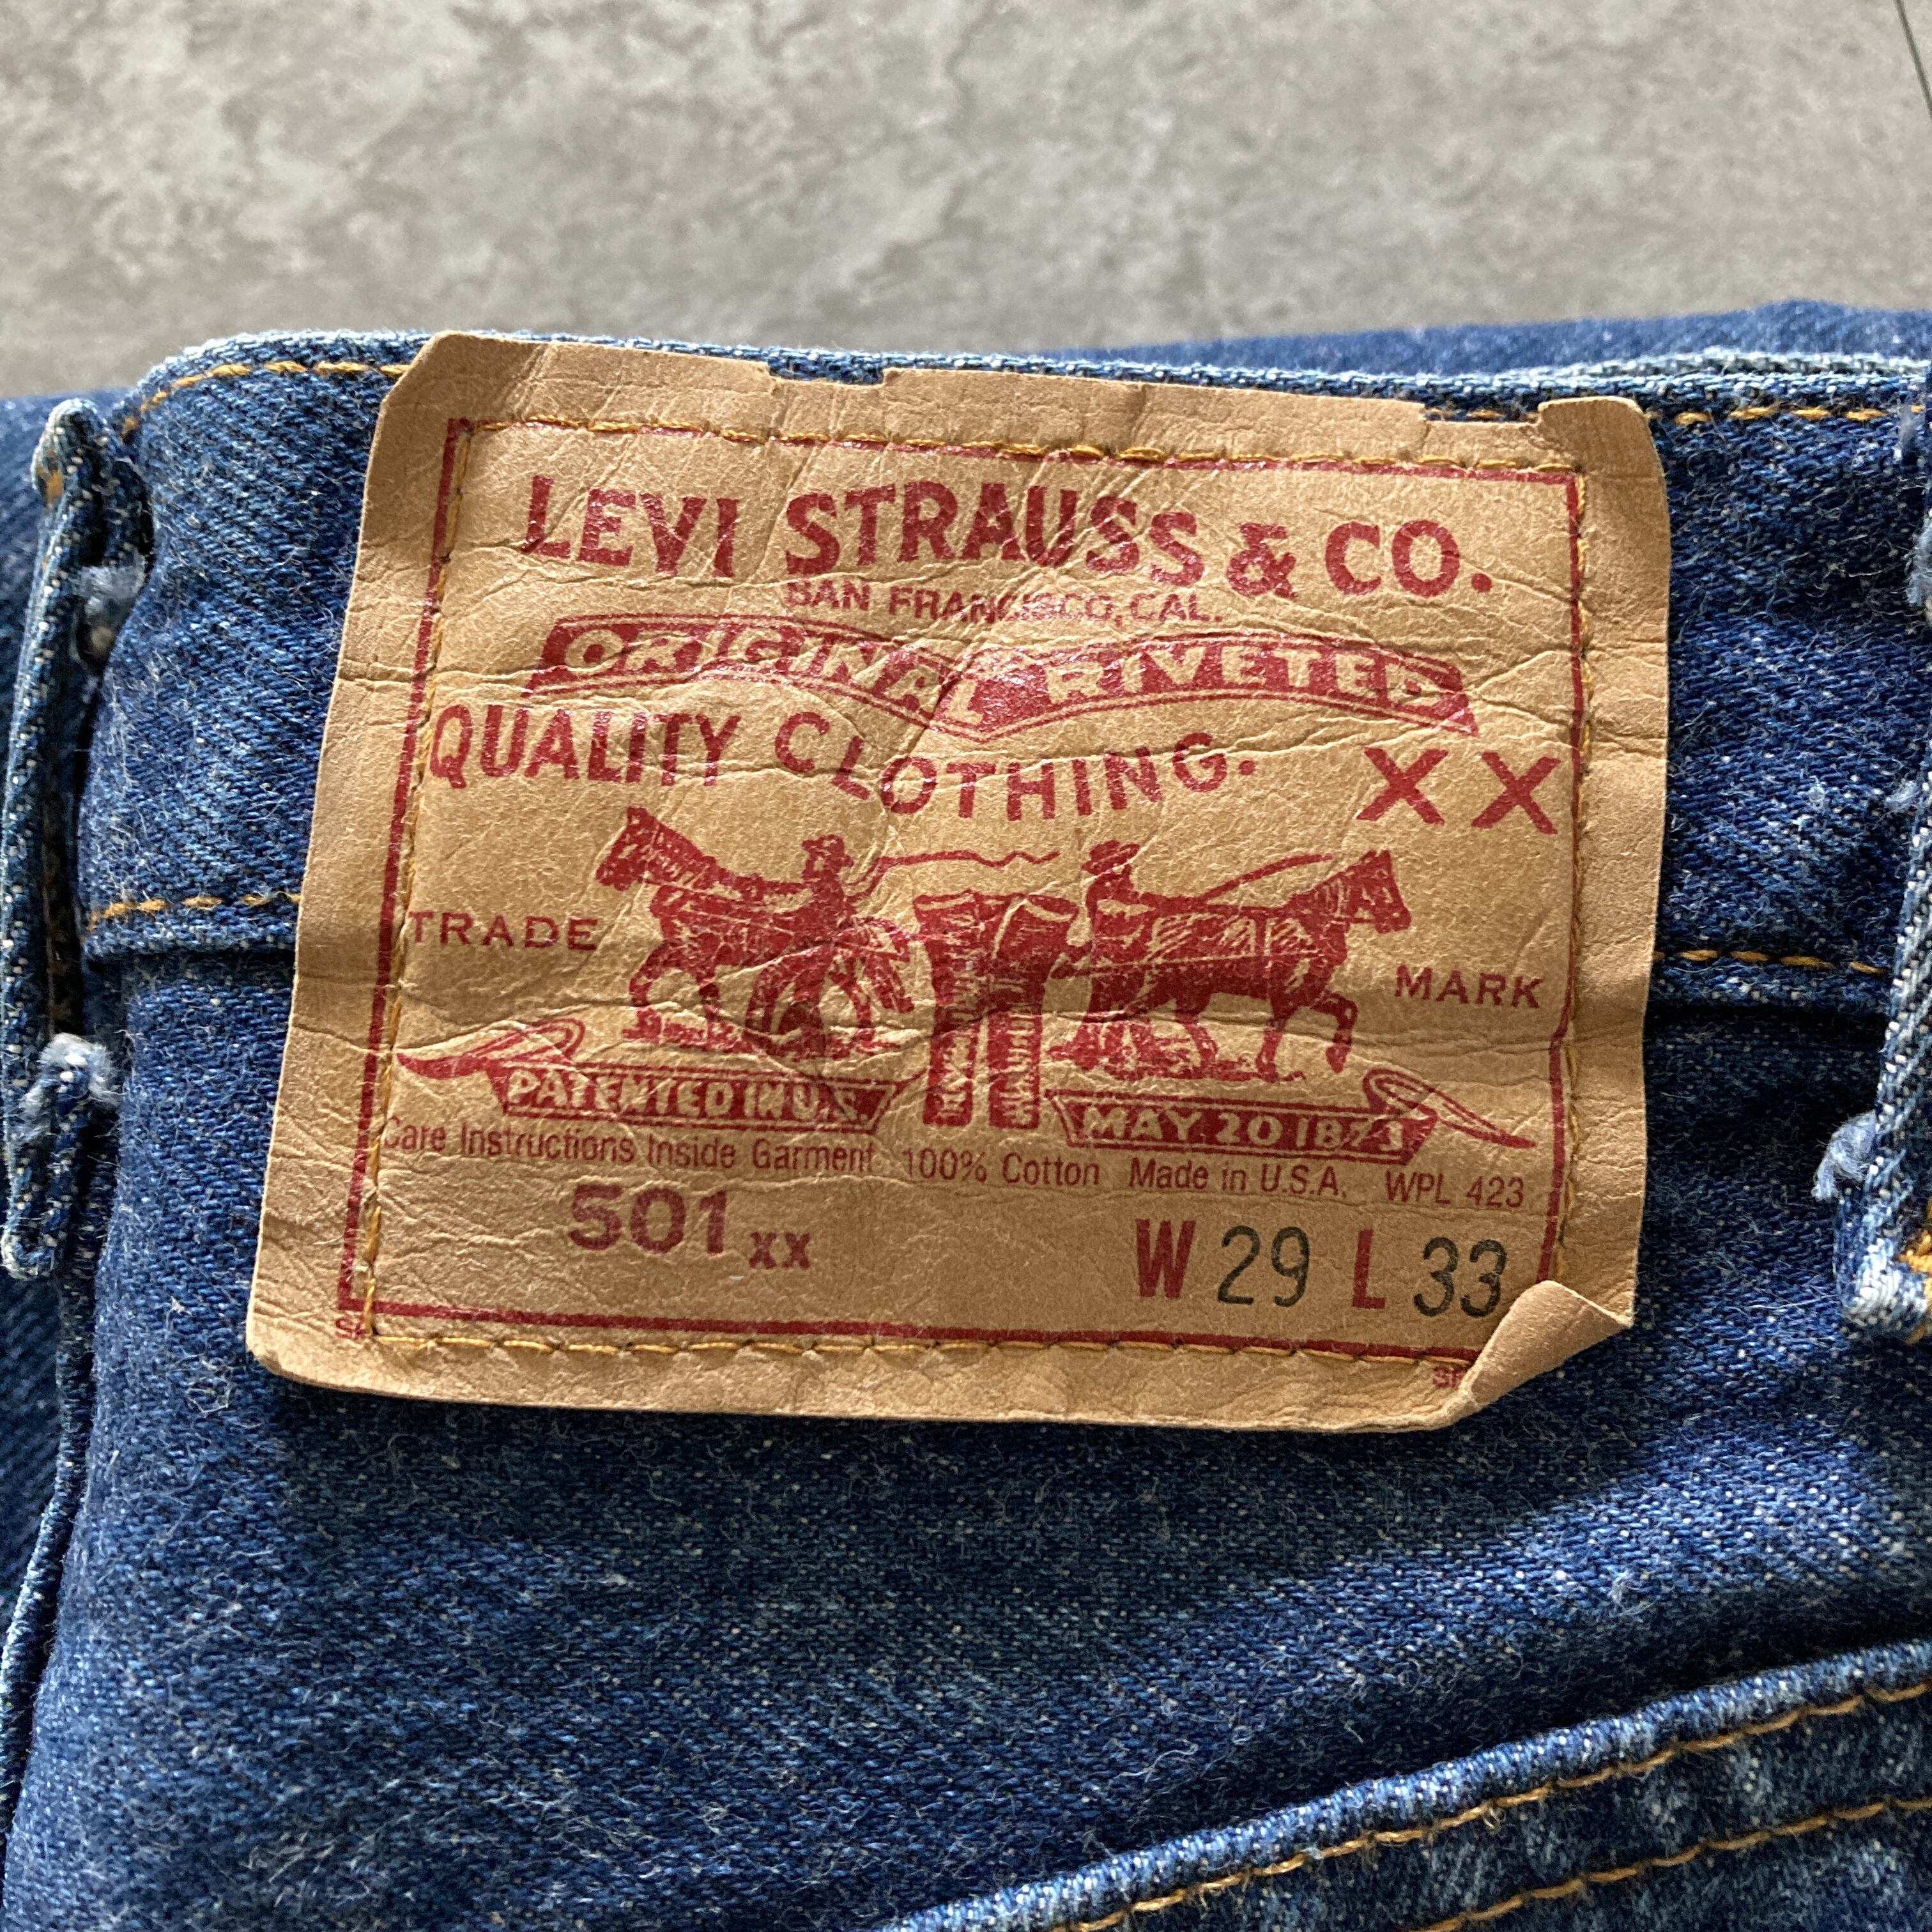 LEVI STRAUSS & CO.
SAN FRANCISCO, CAL.
ORIGINAL RIVETED
QUALITY CLOTHING. XX
TRADE MARK
PATENTED IN U.S. MAY 20 1873
Care Instructions Inside Garment 100% Cotton Made in U.S.A. WPL 423
501 xx W 29 L 33